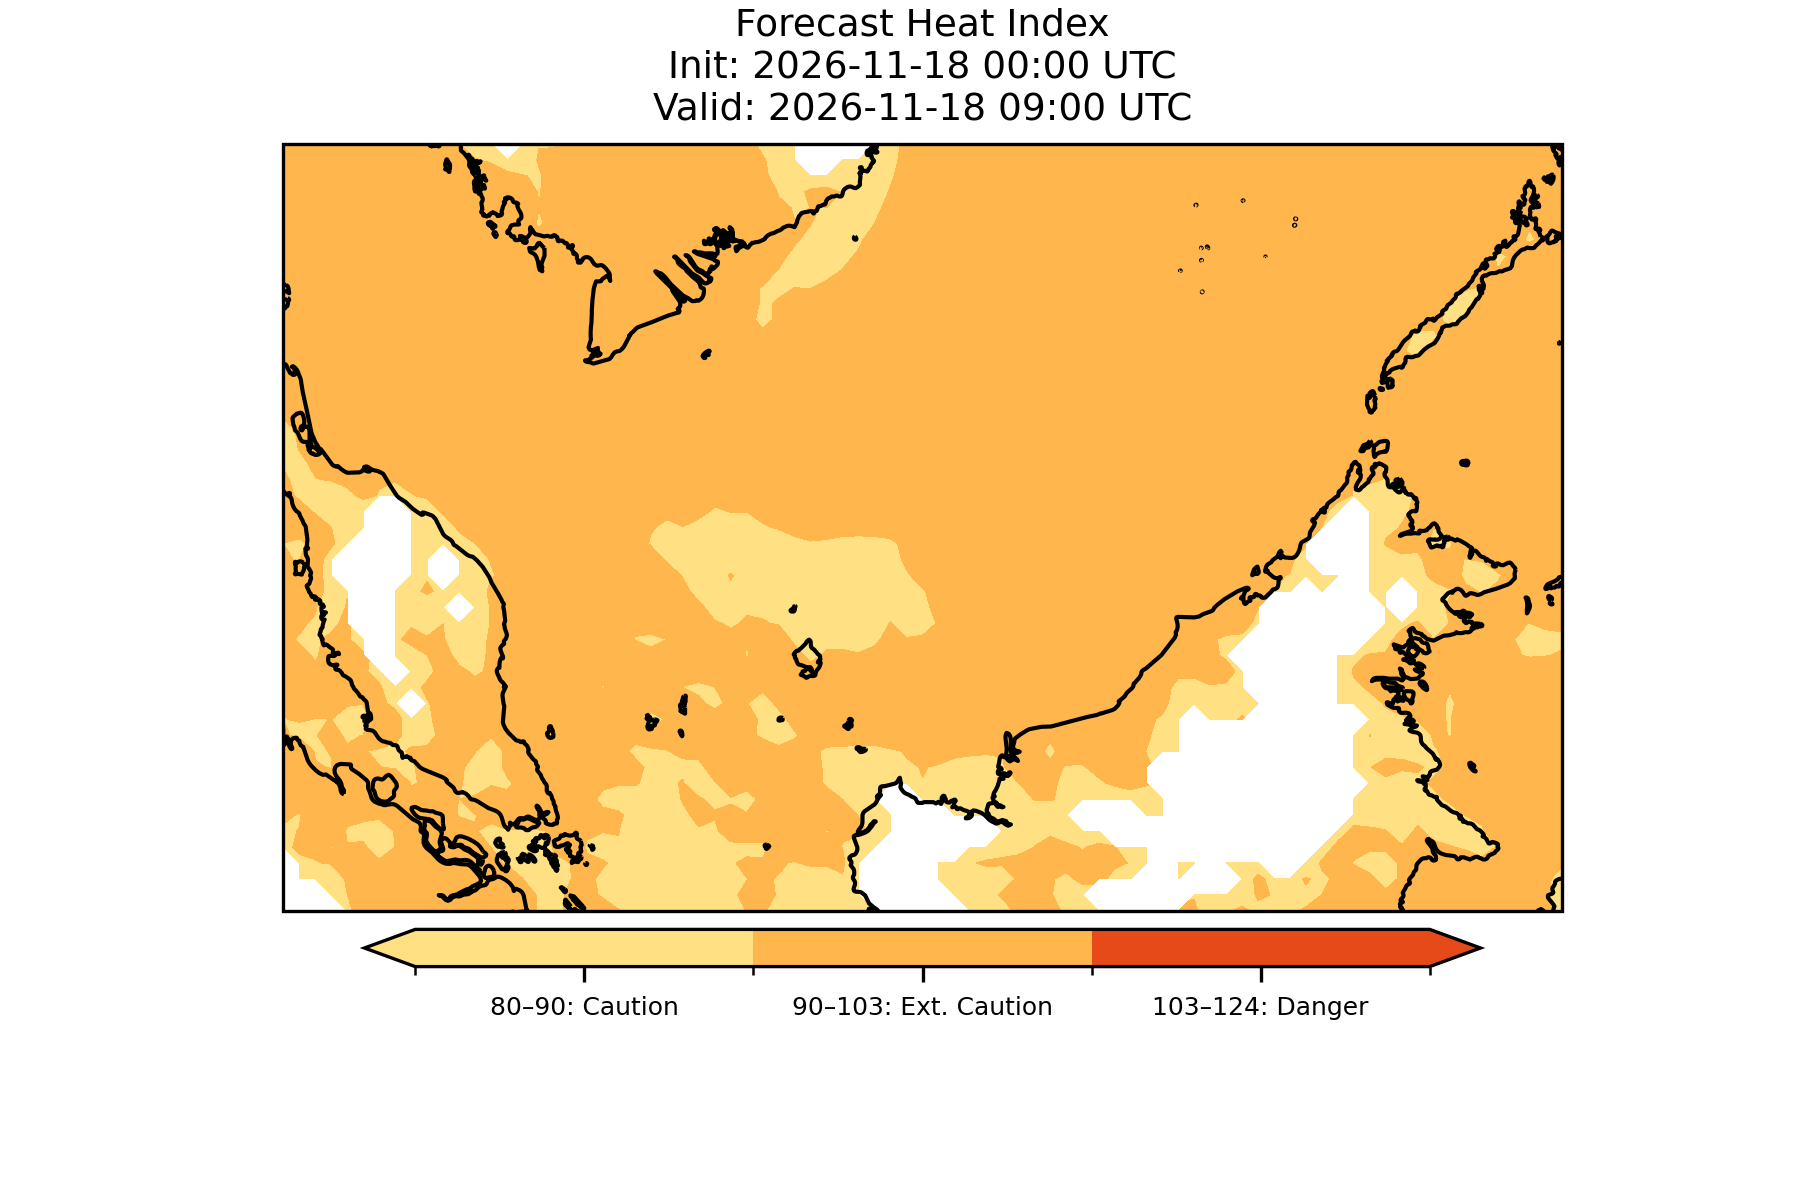 Forecast Heat Index
Init: 2026-11-18 00:00 UTC
Valid: 2026-11-18 09:00 UTC
80–90: Caution
90–103: Ext. Caution
103–124: Danger